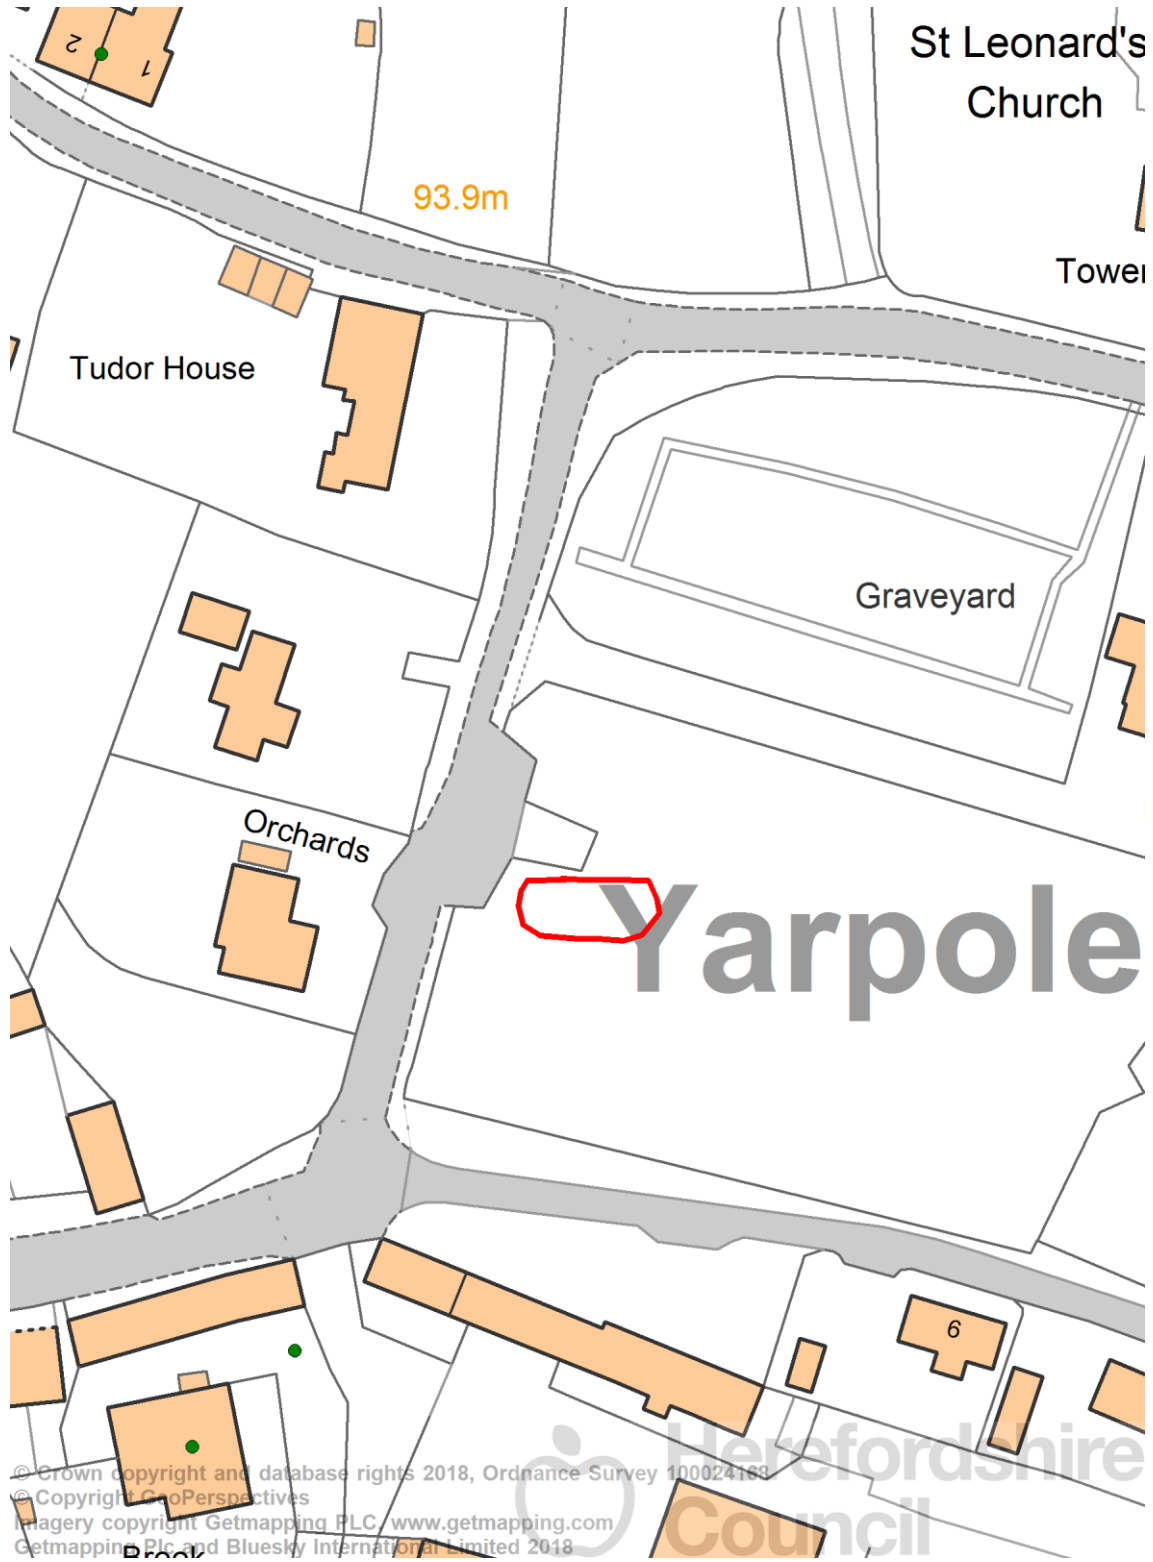 2
1
St Leonard's
Church
93.9m
Tower
Tudor House
Graveyard
Orchards
Yarpole
6
Herefordshire
Council
© Crown copyright and database rights 2018, Ordnance Survey 100024168
© Copyright GeoPerspectives
Imagery copyright Getmapping PLC, www.getmapping.com
Getmapping Plc and Bluesky International Limited 2018
Brook